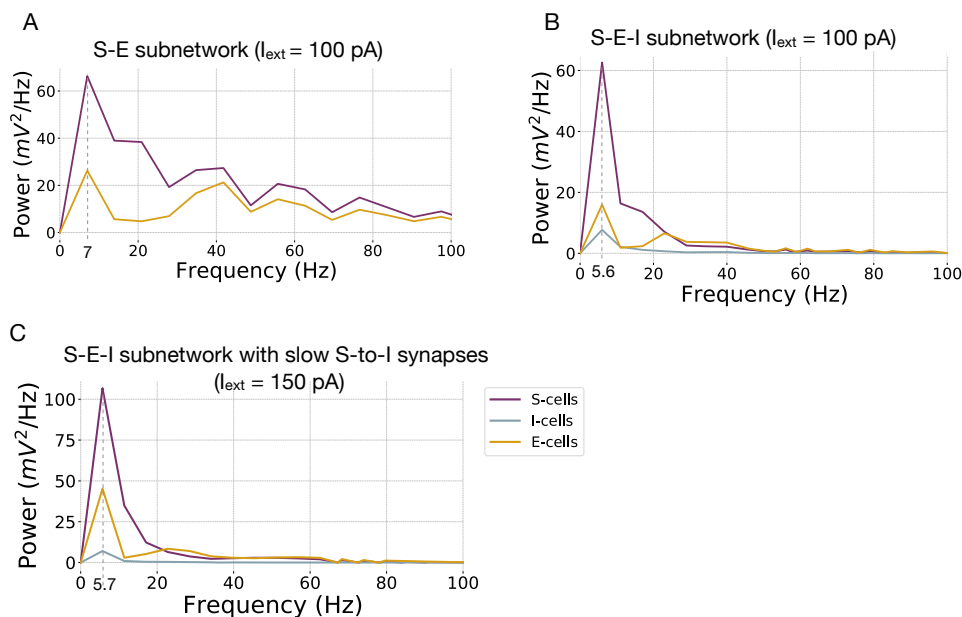 A
S-E subnetwork (Iext = 100 pA)
Power (mV²/Hz)
60
40
20
0
0
7
20
40
60
80
100
Frequency (Hz)
B
S-E-I subnetwork (Iext = 100 pA)
Power (mV²/Hz)
60
40
20
0
0
5.6
20
40
60
80
100
Frequency (Hz)
C
S-E-I subnetwork with slow S-to-I synapses
(Iext = 150 pA)
Power (mV²/Hz)
100
75
50
25
0
0
5.7
20
40
60
80
100
Frequency (Hz)
S-cells
I-cells
E-cells